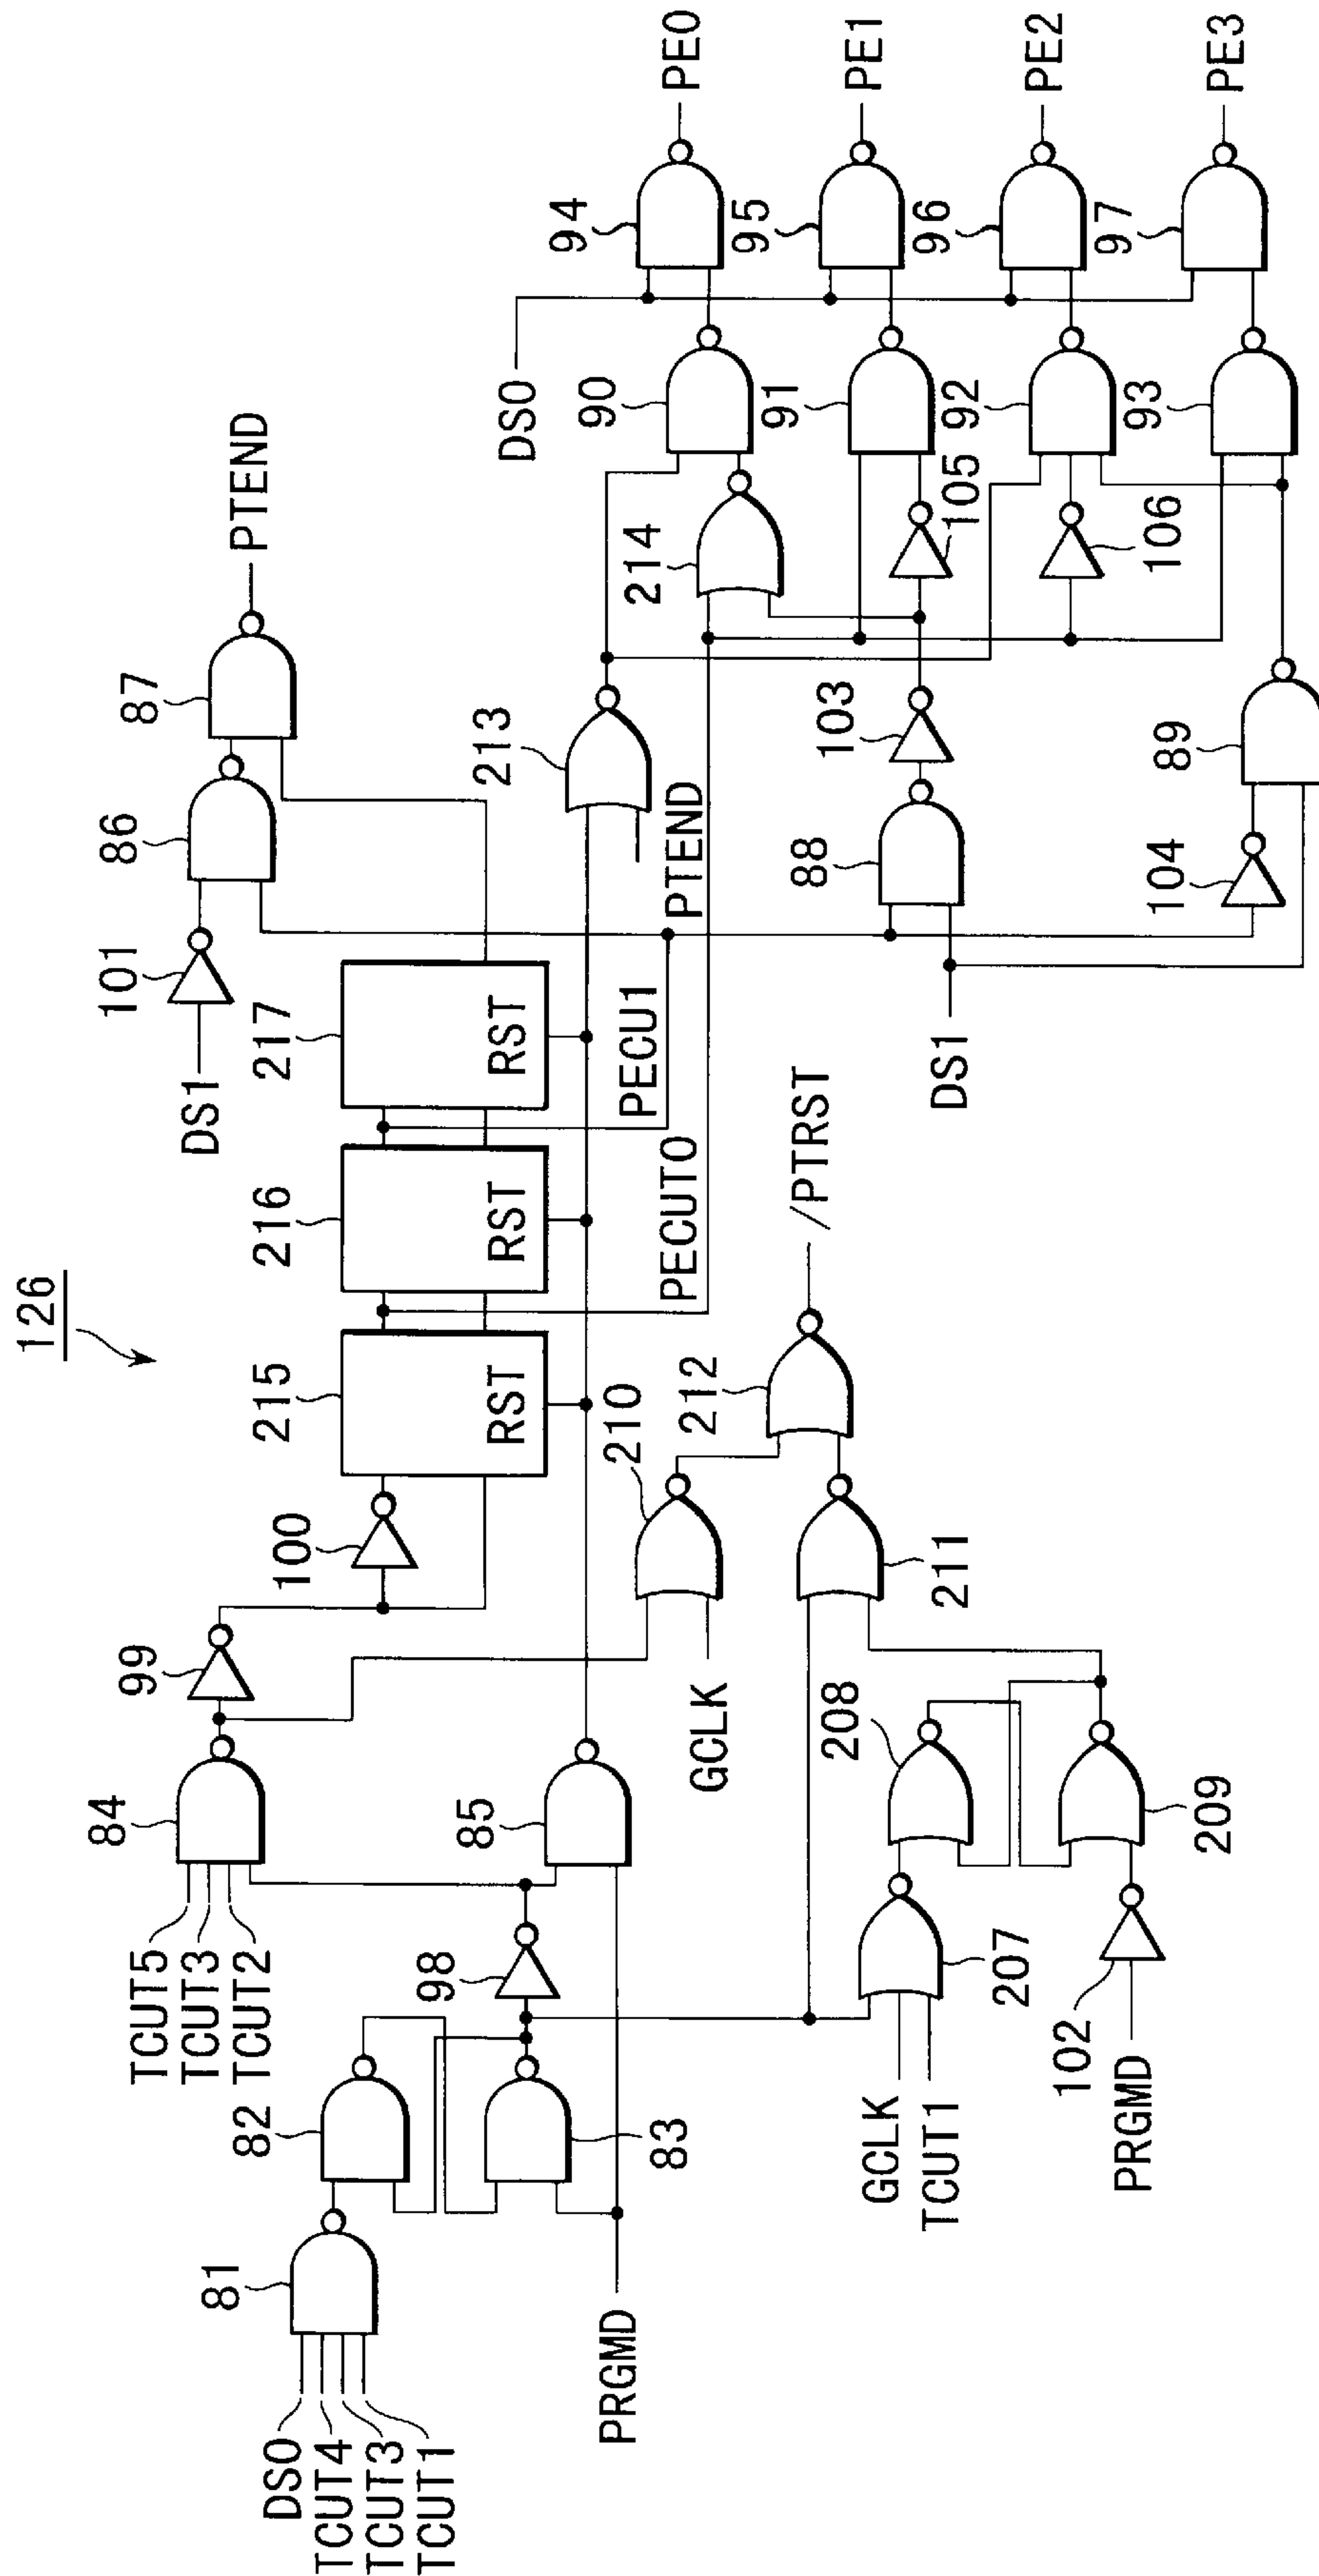 126
DS0
TCUT4
TCUT3
TCUT1
81
82
83
PRGMD
TCUT5
TCUT3
TCUT2
84
98
85
99
100
215
RST
216
RST
217
RST
DS1
101
86
87
PTEND
PECUT0
PECU1
PTEND
213
GCLK
TCUT1
207
PRGMD
102
208
209
GCLK
210
211
212
/PTRST
DS1
88
103
104
89
214
105
106
DS0
90
91
92
93
94
95
96
97
PE0
PE1
PE2
PE3